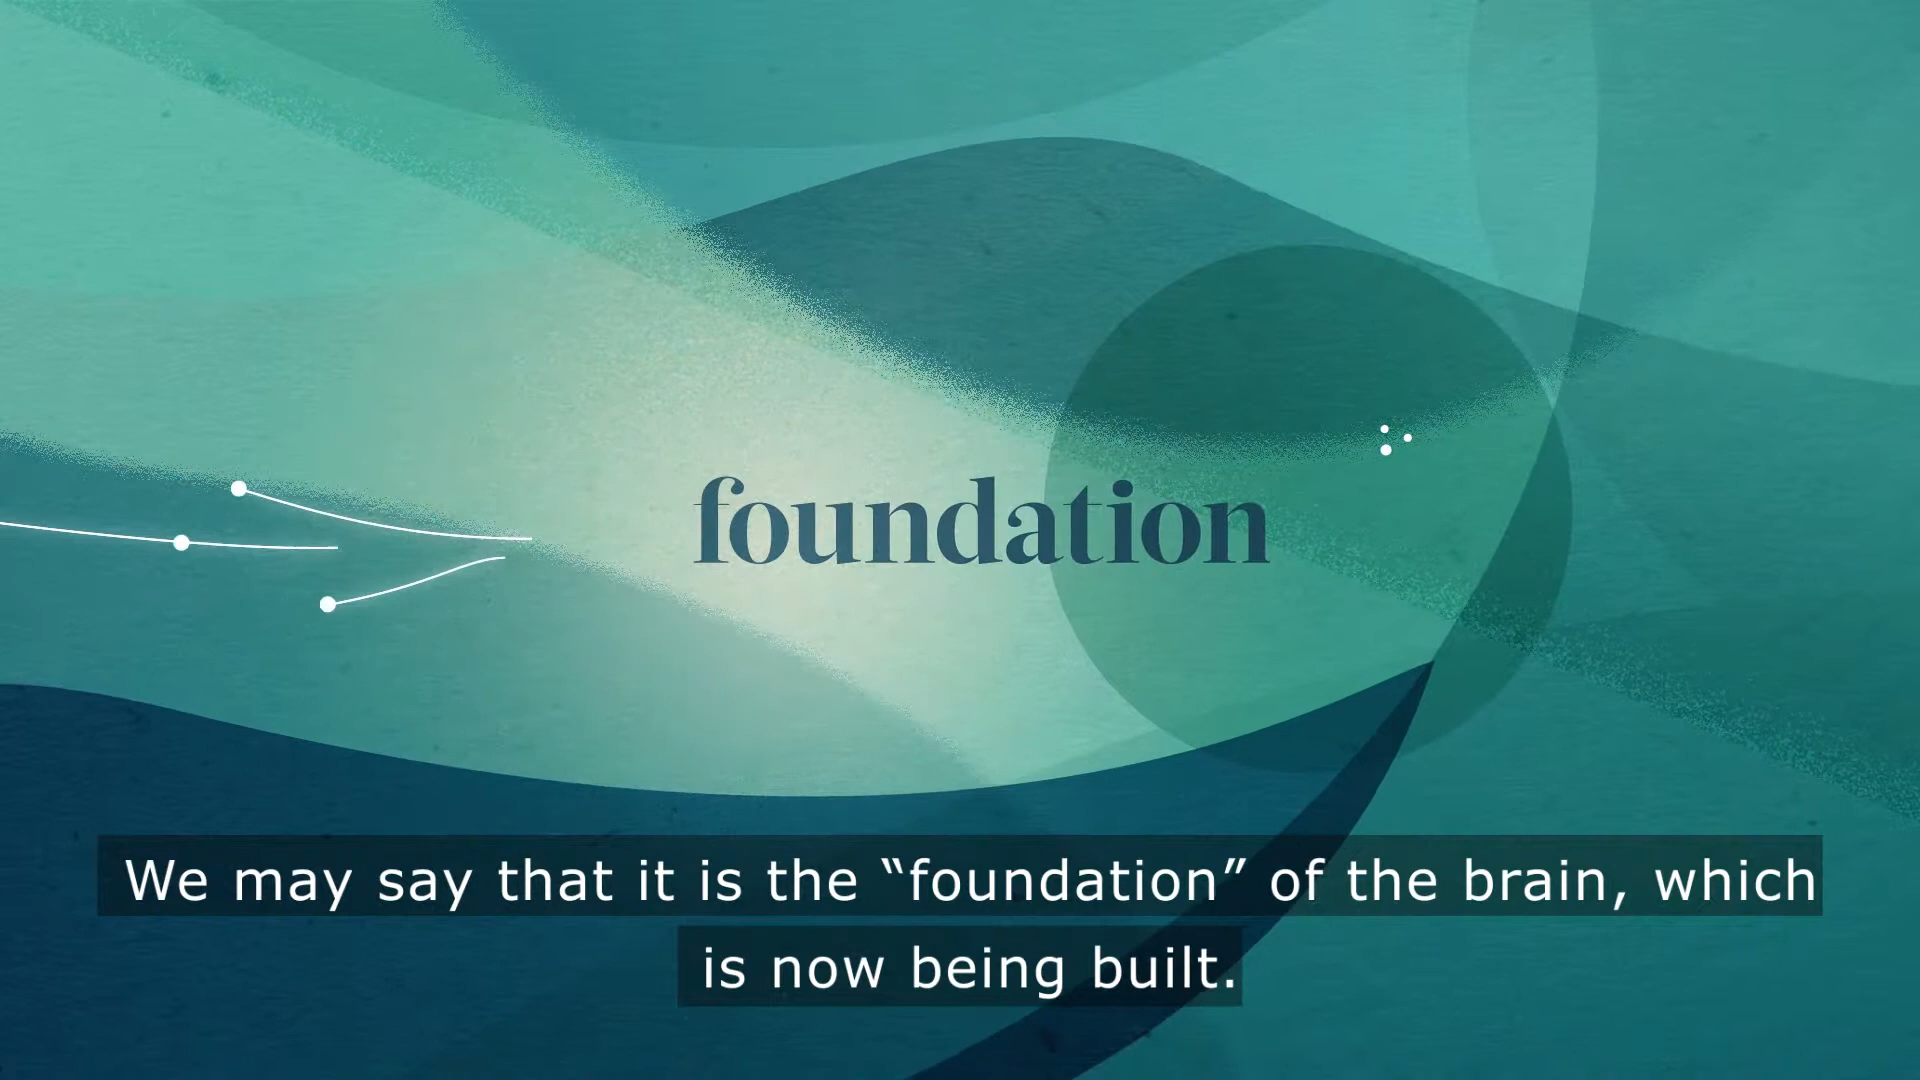 foundation
We may say that it is the “foundation” of the brain, which
is now being built.